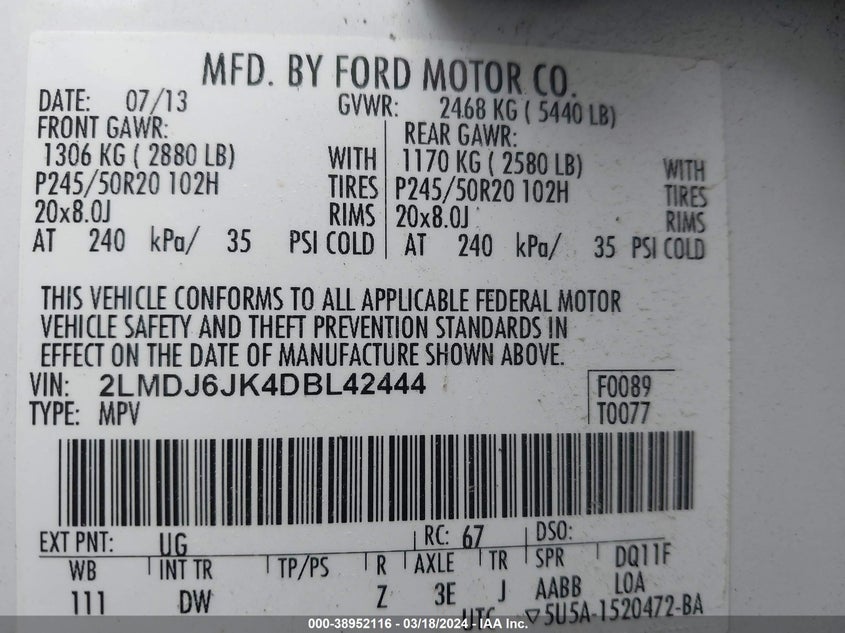 MFD. BY FORD MOTOR CO.
DATE: 07/13 GVWR: 2468 KG ( 5440 LB)
FRONT GAWR: REAR GAWR:
1306 KG ( 2880 LB) WITH 1170 KG ( 2580 LB) WITH
P245/50R20 102H TIRES P245/50R20 102H TIRES
20x8.0J RIMS 20x8.0J RIMS
AT 240 kPa/ 35 PSI COLD AT 240 kPa/ 35 PSI COLD
THIS VEHICLE CONFORMS TO ALL APPLICABLE FEDERAL MOTOR
VEHICLE SAFETY AND THEFT PREVENTION STANDARDS IN
EFFECT ON THE DATE OF MANUFACTURE SHOWN ABOVE.
VIN: 2LMDJ6JK4DBL42444 F0089
TYPE: MPV T0077
EXT PNT: UG RC: 67 DSO:
WB INT TR TP/PS R AXLE TR SPR DQ11F
111 DW Z 3E J AABB LOA
UTC ▽5U5A-1520472-BA
000-38952116 - 03/18/2024 - IAA Inc.